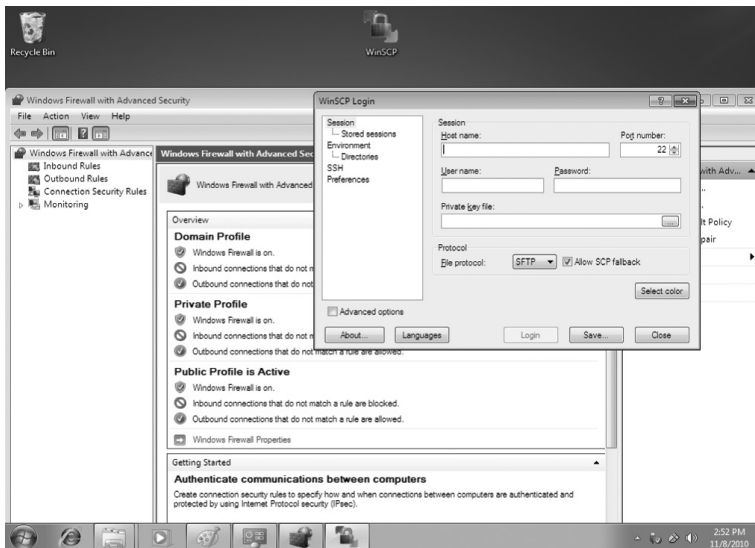 Recycle Bin
WinSCP
Windows Firewall with Advanced Security
File Action View Help
Windows Firewall with Advance
Inbound Rules
Outbound Rules
Connection Security Rules
Monitoring
Windows Firewall with Advanced Sec
Windows Firewall with Advanced
Overview
Domain Profile
Windows Firewall is on.
Inbound connections that do not m
Outbound connections that do not
Private Profile
Windows Firewall is on.
Inbound connections that do not m
Outbound connections that do not match a rule are allowed.
Public Profile is Active
Windows Firewall is on.
Inbound connections that do not match a rule are blocked.
Outbound connections that do not match a rule are allowed.
Windows Firewall Properties
Getting Started
Authenticate communications between computers
Create connection security rules to specify how and when connections between computers are authenticated and
protected by using Internet Protocol security (IPsec).
WinSCP Login
Session
Stored sessions
Environment
Directories
SSH
Preferences
Advanced options
Session
Host name: Port number:
22
User name: Password:
Private key file:
Protocol
File protocol: SFTP Allow SCP fallback
Select color
About... Languages Login Save... Close
with Adv...
lt Policy
pair
2:52 PM
11/8/2010